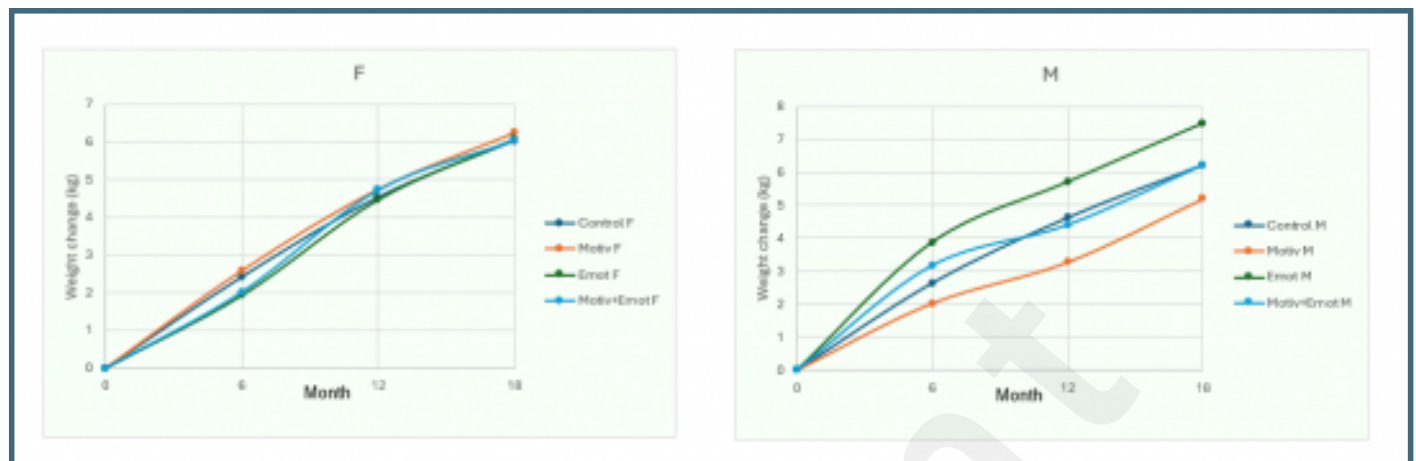 F
7
6
5
4
3
2
1
0
Weight change (kg)
0 6 12 18
Month
Control F
Motiv F
Emot F
Motiv+Emot F
M
8
7
6
5
4
3
2
1
0
Weight change (kg)
0 6 12 18
Month
Control M
Motiv M
Emot M
Motiv+Emot M